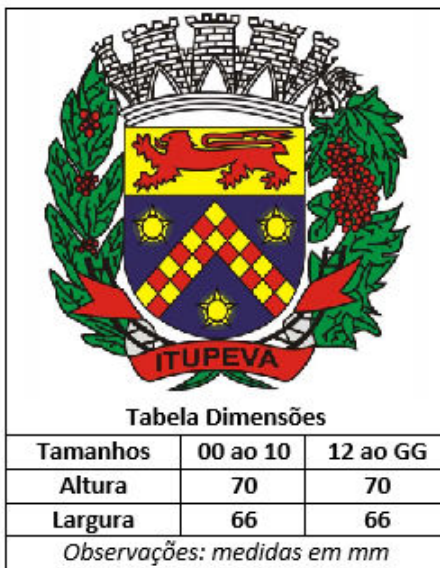 ITUPEVA
Tabela Dimensões
Tamanhos 00 ao 10 12 ao GG
Altura 70 70
Largura 66 66
Observações: medidas em mm